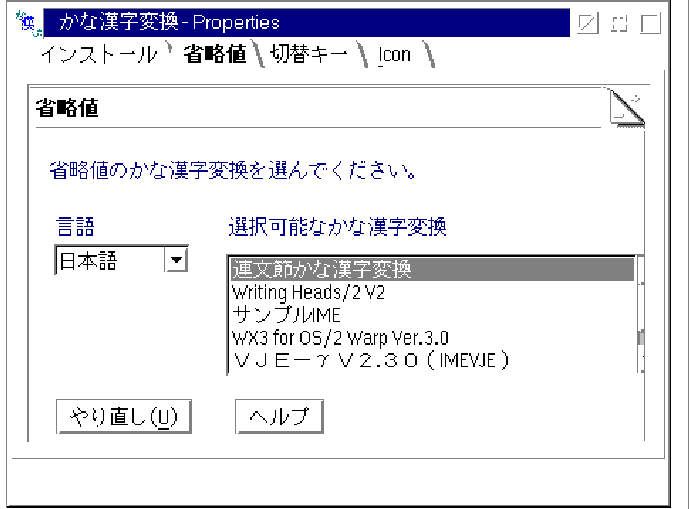 かな漢字変換 - Properties
インストール 省略値 切替キー Icon
省略値
省略値のかな漢字変換を選んでください。
言語 選択可能なかな漢字変換
日本語
連文節かな漢字変換
Writing Heads/2 V2
サンプルIME
WX3 for OS/2 Warp Ver.3.0
ＶＪＥ－γＶ２.３０（IMEVJE）
やり直し(U) ヘルプ